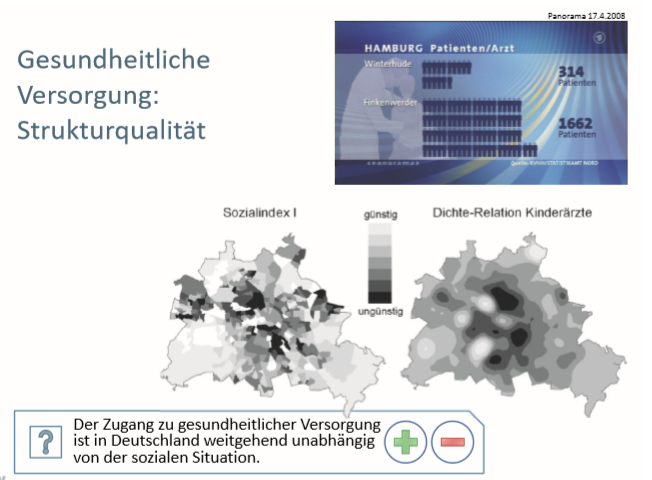 Panorama 17.4.2008
Gesundheitliche
Versorgung:
Strukturqualität
HAMBURG Patienten/Arzt
Winterhude
314
Patienten
Finkenwerder
1662
Patienten
Sozialindex I
günstig
Dichte-Relation Kinderärzte
ungünstig
?
Der Zugang zu gesundheitlicher Versorgung
ist in Deutschland weitgehend unabhängig
von der sozialen Situation.